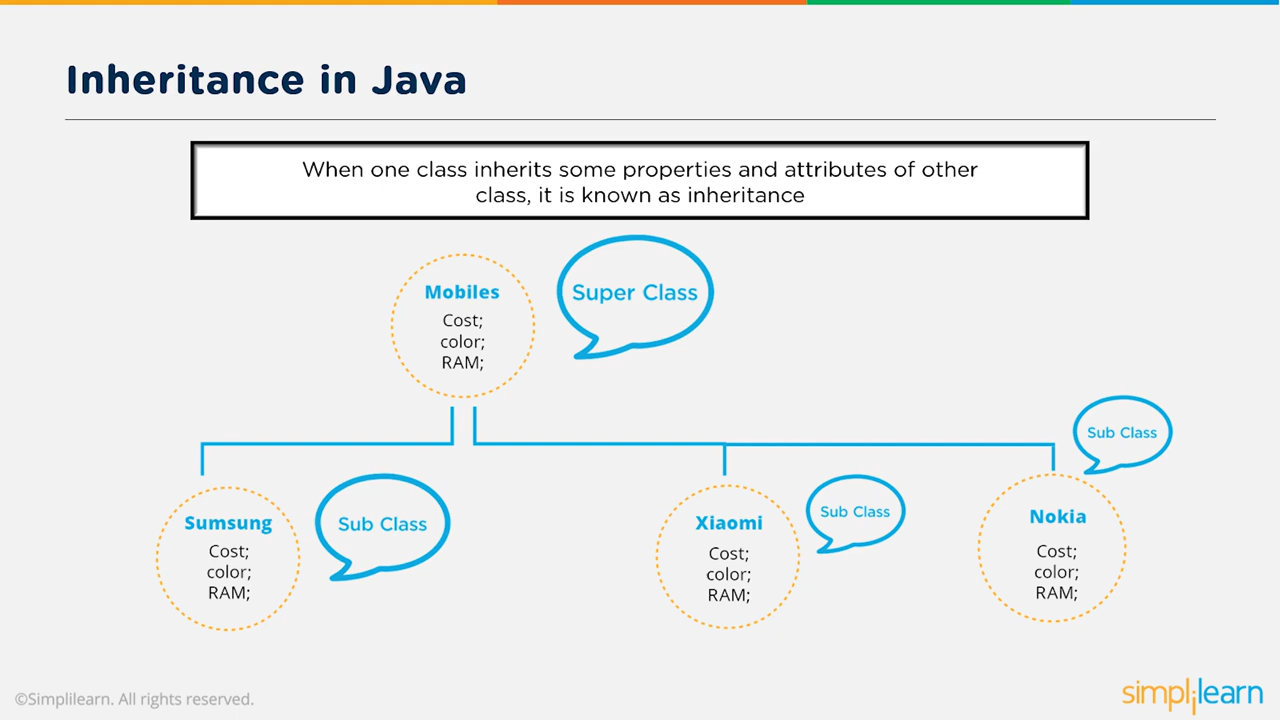 Inheritance in Java
When one class inherits some properties and attributes of other
class, it is known as inheritance
Mobiles
Cost;
color;
RAM;
Super Class
Sumsung
Cost;
color;
RAM;
Sub Class
Xiaomi
Cost;
color;
RAM;
Sub Class
Nokia
Cost;
color;
RAM;
Sub Class
©Simplilearn. All rights reserved.
simplilearn